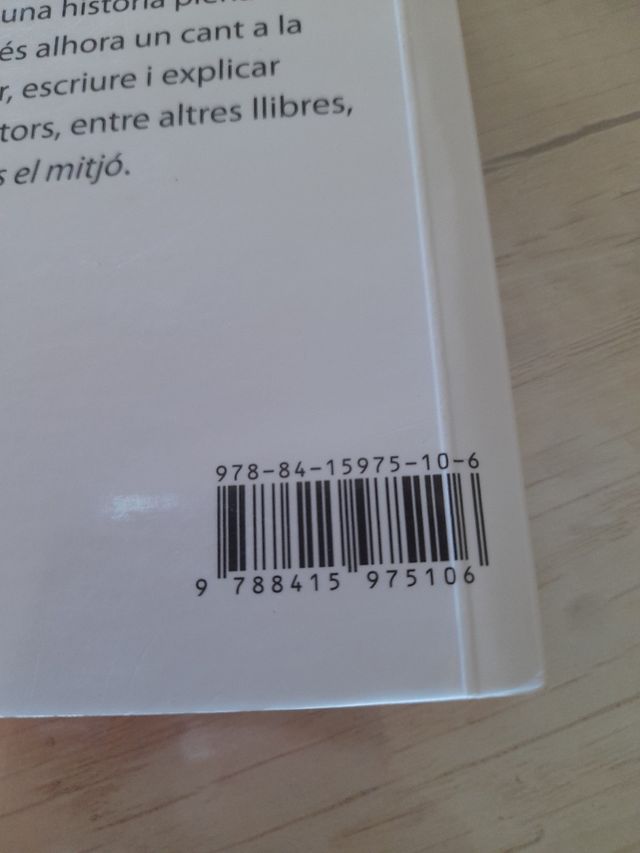 una història
és alhora un cant a la
r, escriure i explicar
tors, entre altres llibres,
s el mitjó.
978-84-15975-10-6
9 788415 975106